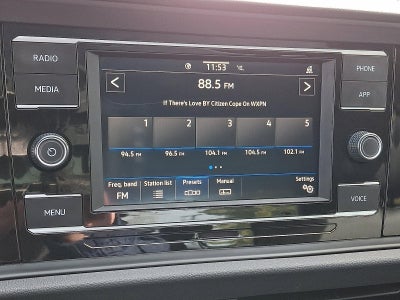 RADIO
MEDIA
MENU
11:53
88.5 FM
If There's Love BY Citizen Cope On WXPN
1 2 3 4 5
94.5 FM 96.5 FM 104.1 FM 104.5 FM 102.1 FM
Freq. band Station list Presets Manual Settings
FM
PHONE
APP
VOICE